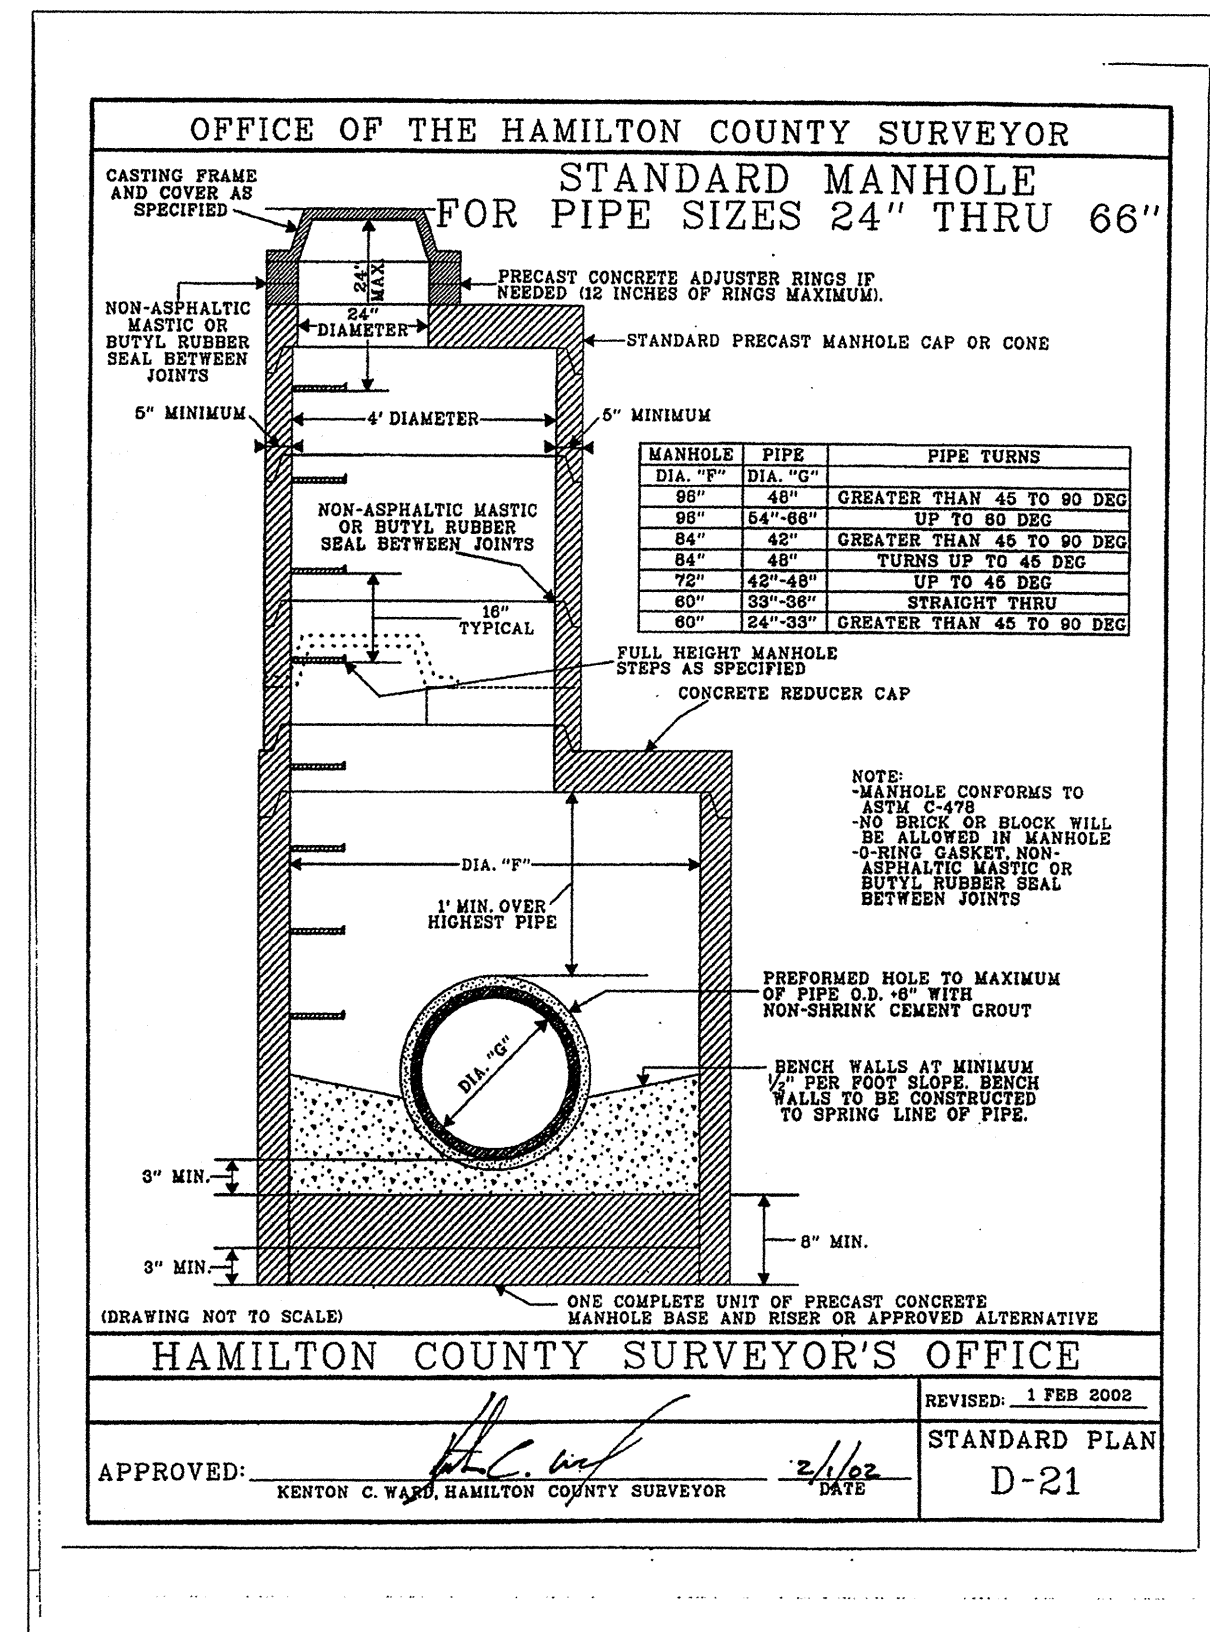 OFFICE OF THE HAMILTON COUNTY SURVEYOR
STANDARD MANHOLE
FOR PIPE SIZES 24" THRU 66"
CASTING FRAME
AND COVER AS
SPECIFIED
24"
MAX.
PRECAST CONCRETE ADJUSTER RINGS IF
NEEDED (12 INCHES OF RINGS MAXIMUM).
NON-ASPHALTIC
MASTIC OR
BUTYL RUBBER
SEAL BETWEEN
JOINTS
24"
DIAMETER
STANDARD PRECAST MANHOLE CAP OR CONE
5" MINIMUM
4' DIAMETER
5" MINIMUM
MANHOLE PIPE PIPE TURNS
DIA. "F" DIA. "G"
96" 48" GREATER THAN 45 TO 90 DEG
96" 54"-66" UP TO 60 DEG
84" 42" GREATER THAN 45 TO 90 DEG
84" 48" TURNS UP TO 45 DEG
72" 42"-48" UP TO 45 DEG
60" 33"-36" STRAIGHT THRU
60" 24"-33" GREATER THAN 45 TO 90 DEG
NON-ASPHALTIC MASTIC
OR BUTYL RUBBER
SEAL BETWEEN JOINTS
16"
TYPICAL
FULL HEIGHT MANHOLE
STEPS AS SPECIFIED
CONCRETE REDUCER CAP
NOTE:
-MANHOLE CONFORMS TO
ASTM C-478
-NO BRICK OR BLOCK WILL
BE ALLOWED IN MANHOLE
-O-RING GASKET, NON-
ASPHALTIC MASTIC OR
BUTYL RUBBER SEAL
BETWEEN JOINTS
DIA. "F"
1' MIN. OVER
HIGHEST PIPE
PREFORMED HOLE TO MAXIMUM
OF PIPE O.D. +6" WITH
NON-SHRINK CEMENT GROUT
DIA. "G"
BENCH WALLS AT MINIMUM
1/2" PER FOOT SLOPE. BENCH
WALLS TO BE CONSTRUCTED
TO SPRING LINE OF PIPE.
3" MIN.
8" MIN.
3" MIN.
ONE COMPLETE UNIT OF PRECAST CONCRETE
MANHOLE BASE AND RISER OR APPROVED ALTERNATIVE
(DRAWING NOT TO SCALE)
HAMILTON COUNTY SURVEYOR'S OFFICE
REVISED: 1 FEB 2002
APPROVED: 2/1/02
KENTON C. WARD, HAMILTON COUNTY SURVEYOR DATE
STANDARD PLAN
D-21